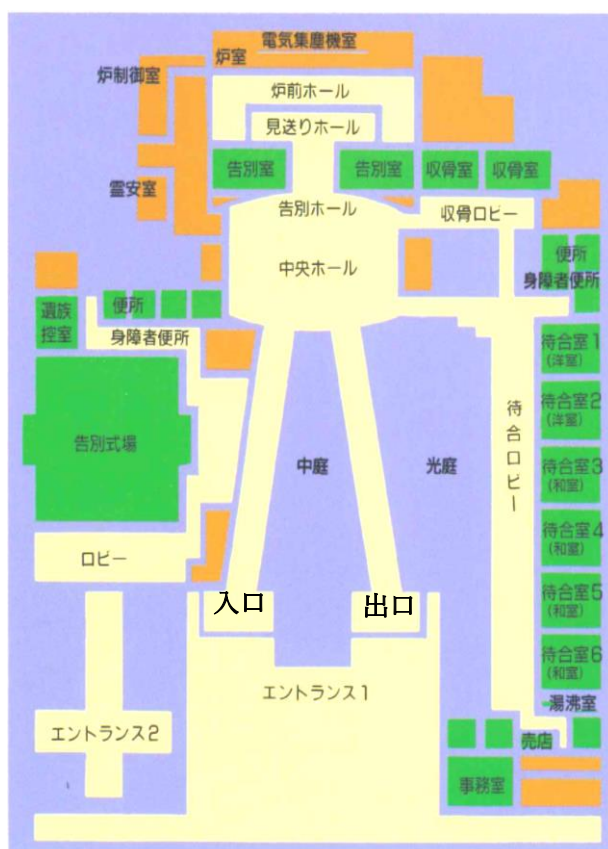 電気集塵機室
炉室
炉制御室
炉前ホール
見送りホール
告別室
告別室
収骨室
収骨室
霊安室
告別ホール
収骨ロビー
中央ホール
便所
身障者便所
遺族
控室
便所
身障者便所
待合室1
(洋室)
待合室2
(洋室)
待合ロビー
告別式場
中庭
光庭
待合室3
(和室)
待合室4
(和室)
ロビー
入口
出口
待合室5
(和室)
待合室6
(和室)
エントランス1
湯沸室
エントランス2
売店
事務室